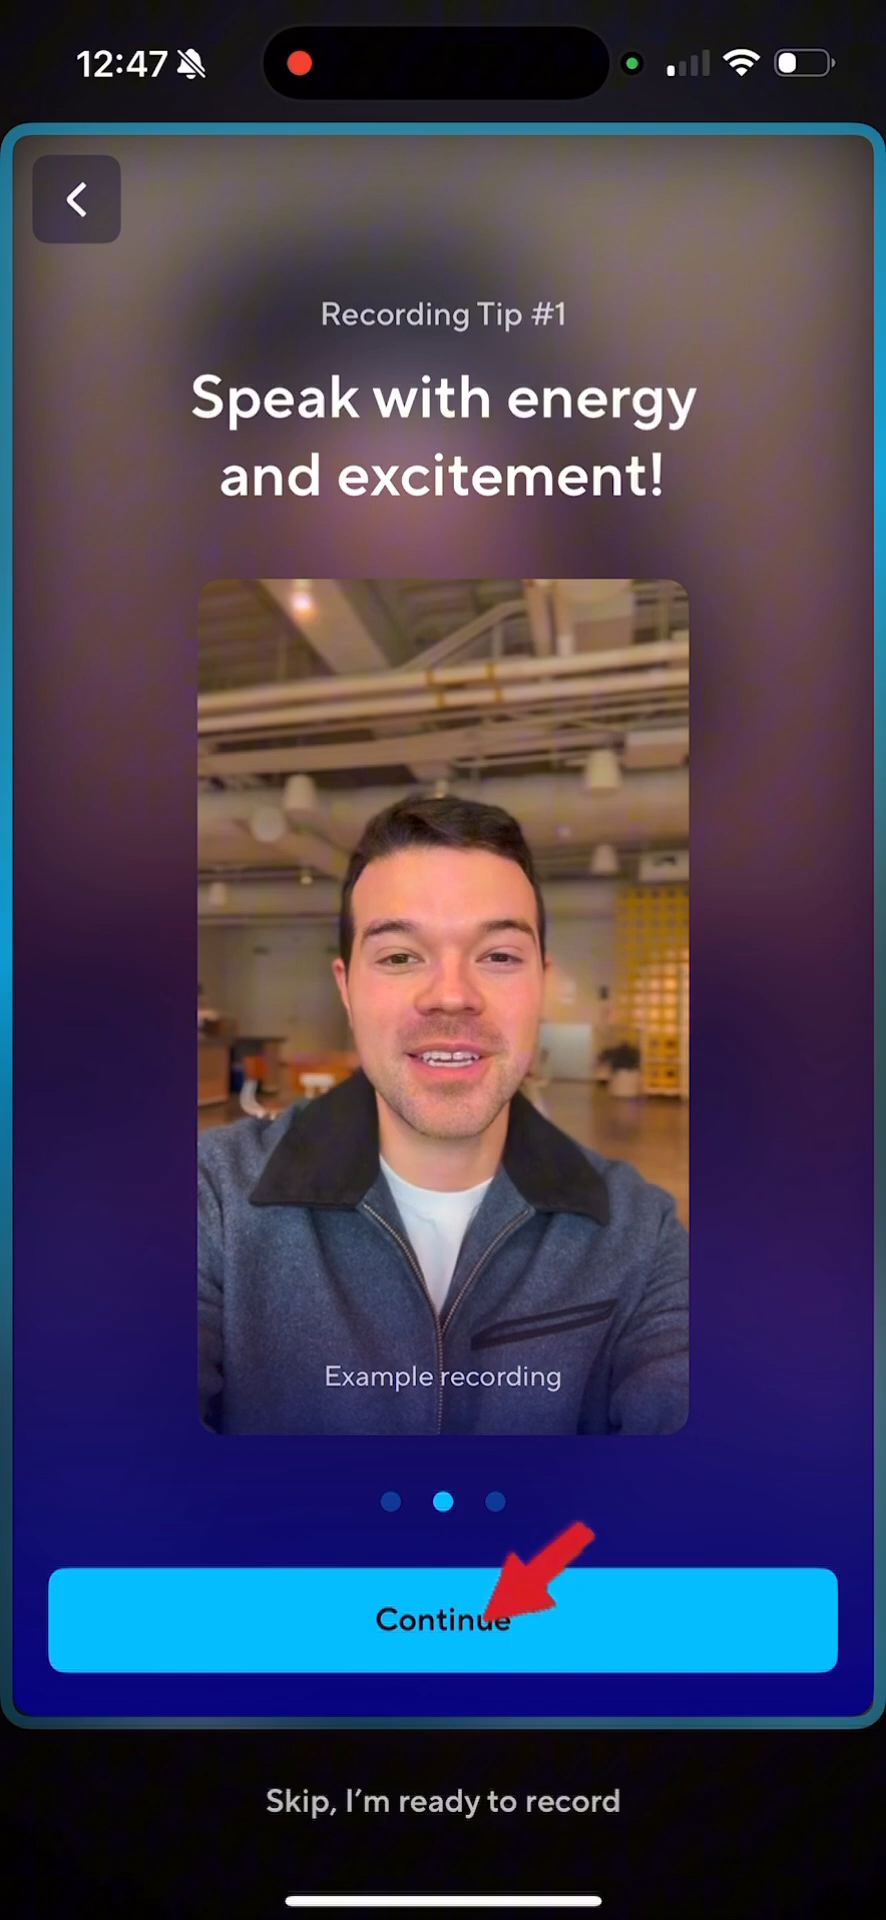 12:47
Recording Tip #1
Speak with energy
and excitement!
Example recording
Continue
Skip, I'm ready to record